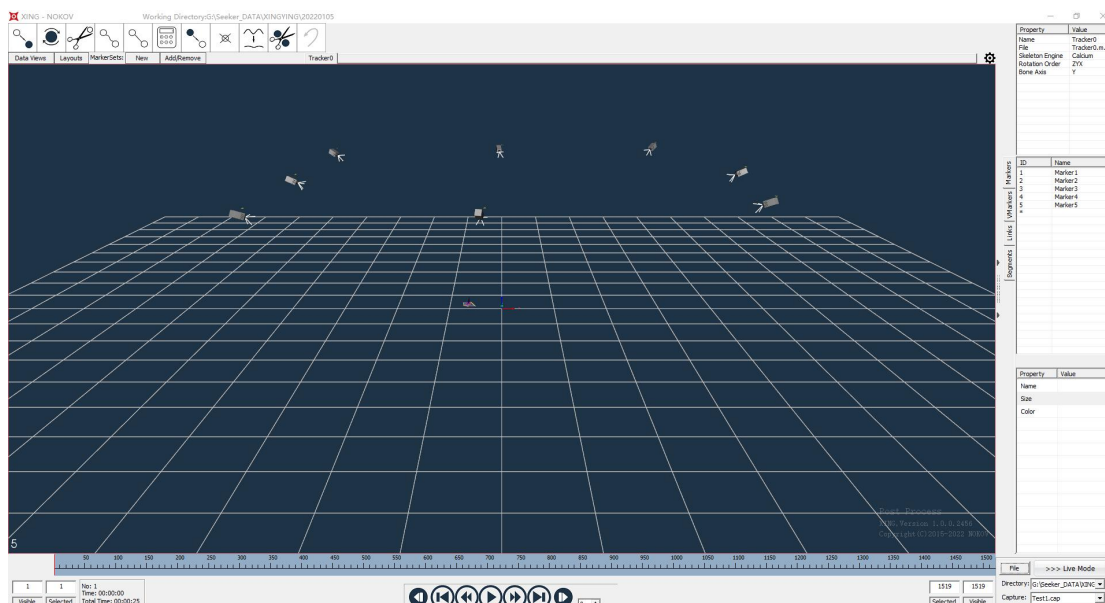 XING - NOKOV Working Directory:G:\Seeker_DATA\XINGYING\20220105
Data Views Layouts MarkerSets: New Add/Remove Tracker0
Property Value
Name Tracker0
File Tracker0.m.
Skeleton Engine Calcium
Rotation Order ZYX
Bone Axis Y
Markers
VMarkers
Links
Segments
ID Name
1 Marker1
2 Marker2
3 Marker3
4 Marker4
5 Marker5
*
Property Value
Name
Size
Color
Post Process
XING, Version 1.0.0.2450
Copyright(C)2015-2022 NOKOV
5
50 100 150 200 250 300 350 400 450 500 550 600 650 700 750 800 850 900 950 1000 1050 1100 1150 1200 1250 1300 1350 1400 1450 1500
File >>> Live Mode
1 1 No: 1
Time: 00:00:00
Visible Selected Total Time: 00:00:25
1519 1519
Selected Visible
Directory: G:\Seeker_DATA\XING
Capture: Test1.cap